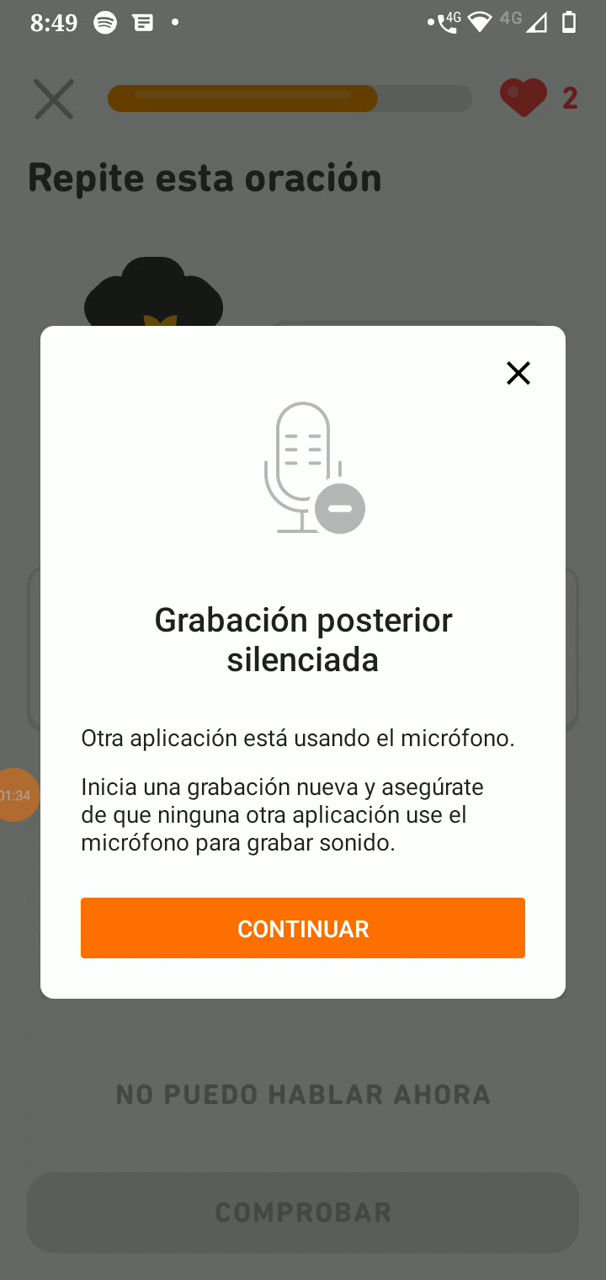 8:49
4G
4G
2
Repite esta oración
Grabación posterior
silenciada
Otra aplicación está usando el micrófono.
Inicia una grabación nueva y asegúrate
de que ninguna otra aplicación use el
micrófono para grabar sonido.
01:34
CONTINUAR
NO PUEDO HABLAR AHORA
COMPROBAR